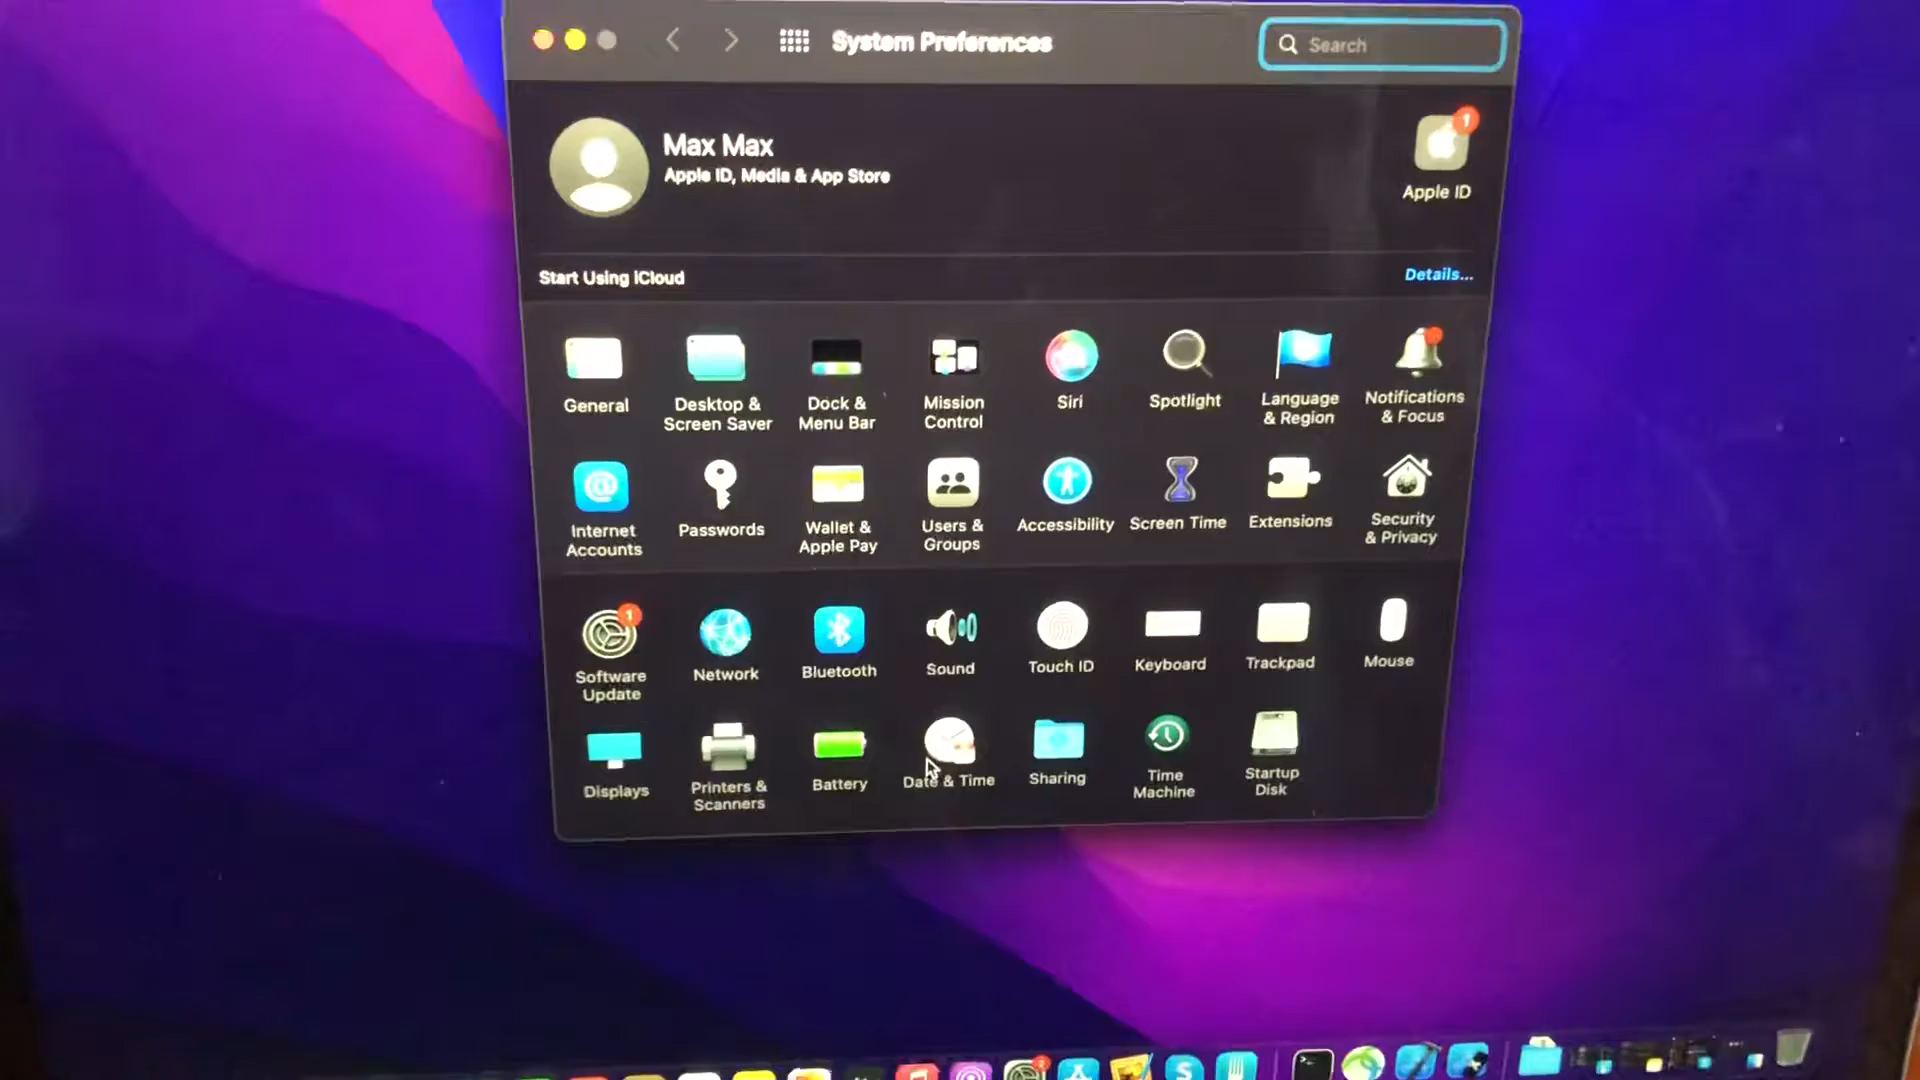 System Preferences
Search
Max Max
Apple ID, Media & App Store
1
Apple ID
Start Using iCloud
Details...
General
Desktop &
Screen Saver
Dock &
Menu Bar
Mission
Control
Siri
Spotlight
Language
& Region
Notifications
& Focus
Internet
Accounts
Passwords
Wallet &
Apple Pay
Users &
Groups
Accessibility
Screen Time
Extensions
Security
& Privacy
1
Software
Update
Network
Bluetooth
Sound
Touch ID
Keyboard
Trackpad
Mouse
Displays
Printers &
Scanners
Battery
Date & Time
Sharing
Time
Machine
Startup
Disk